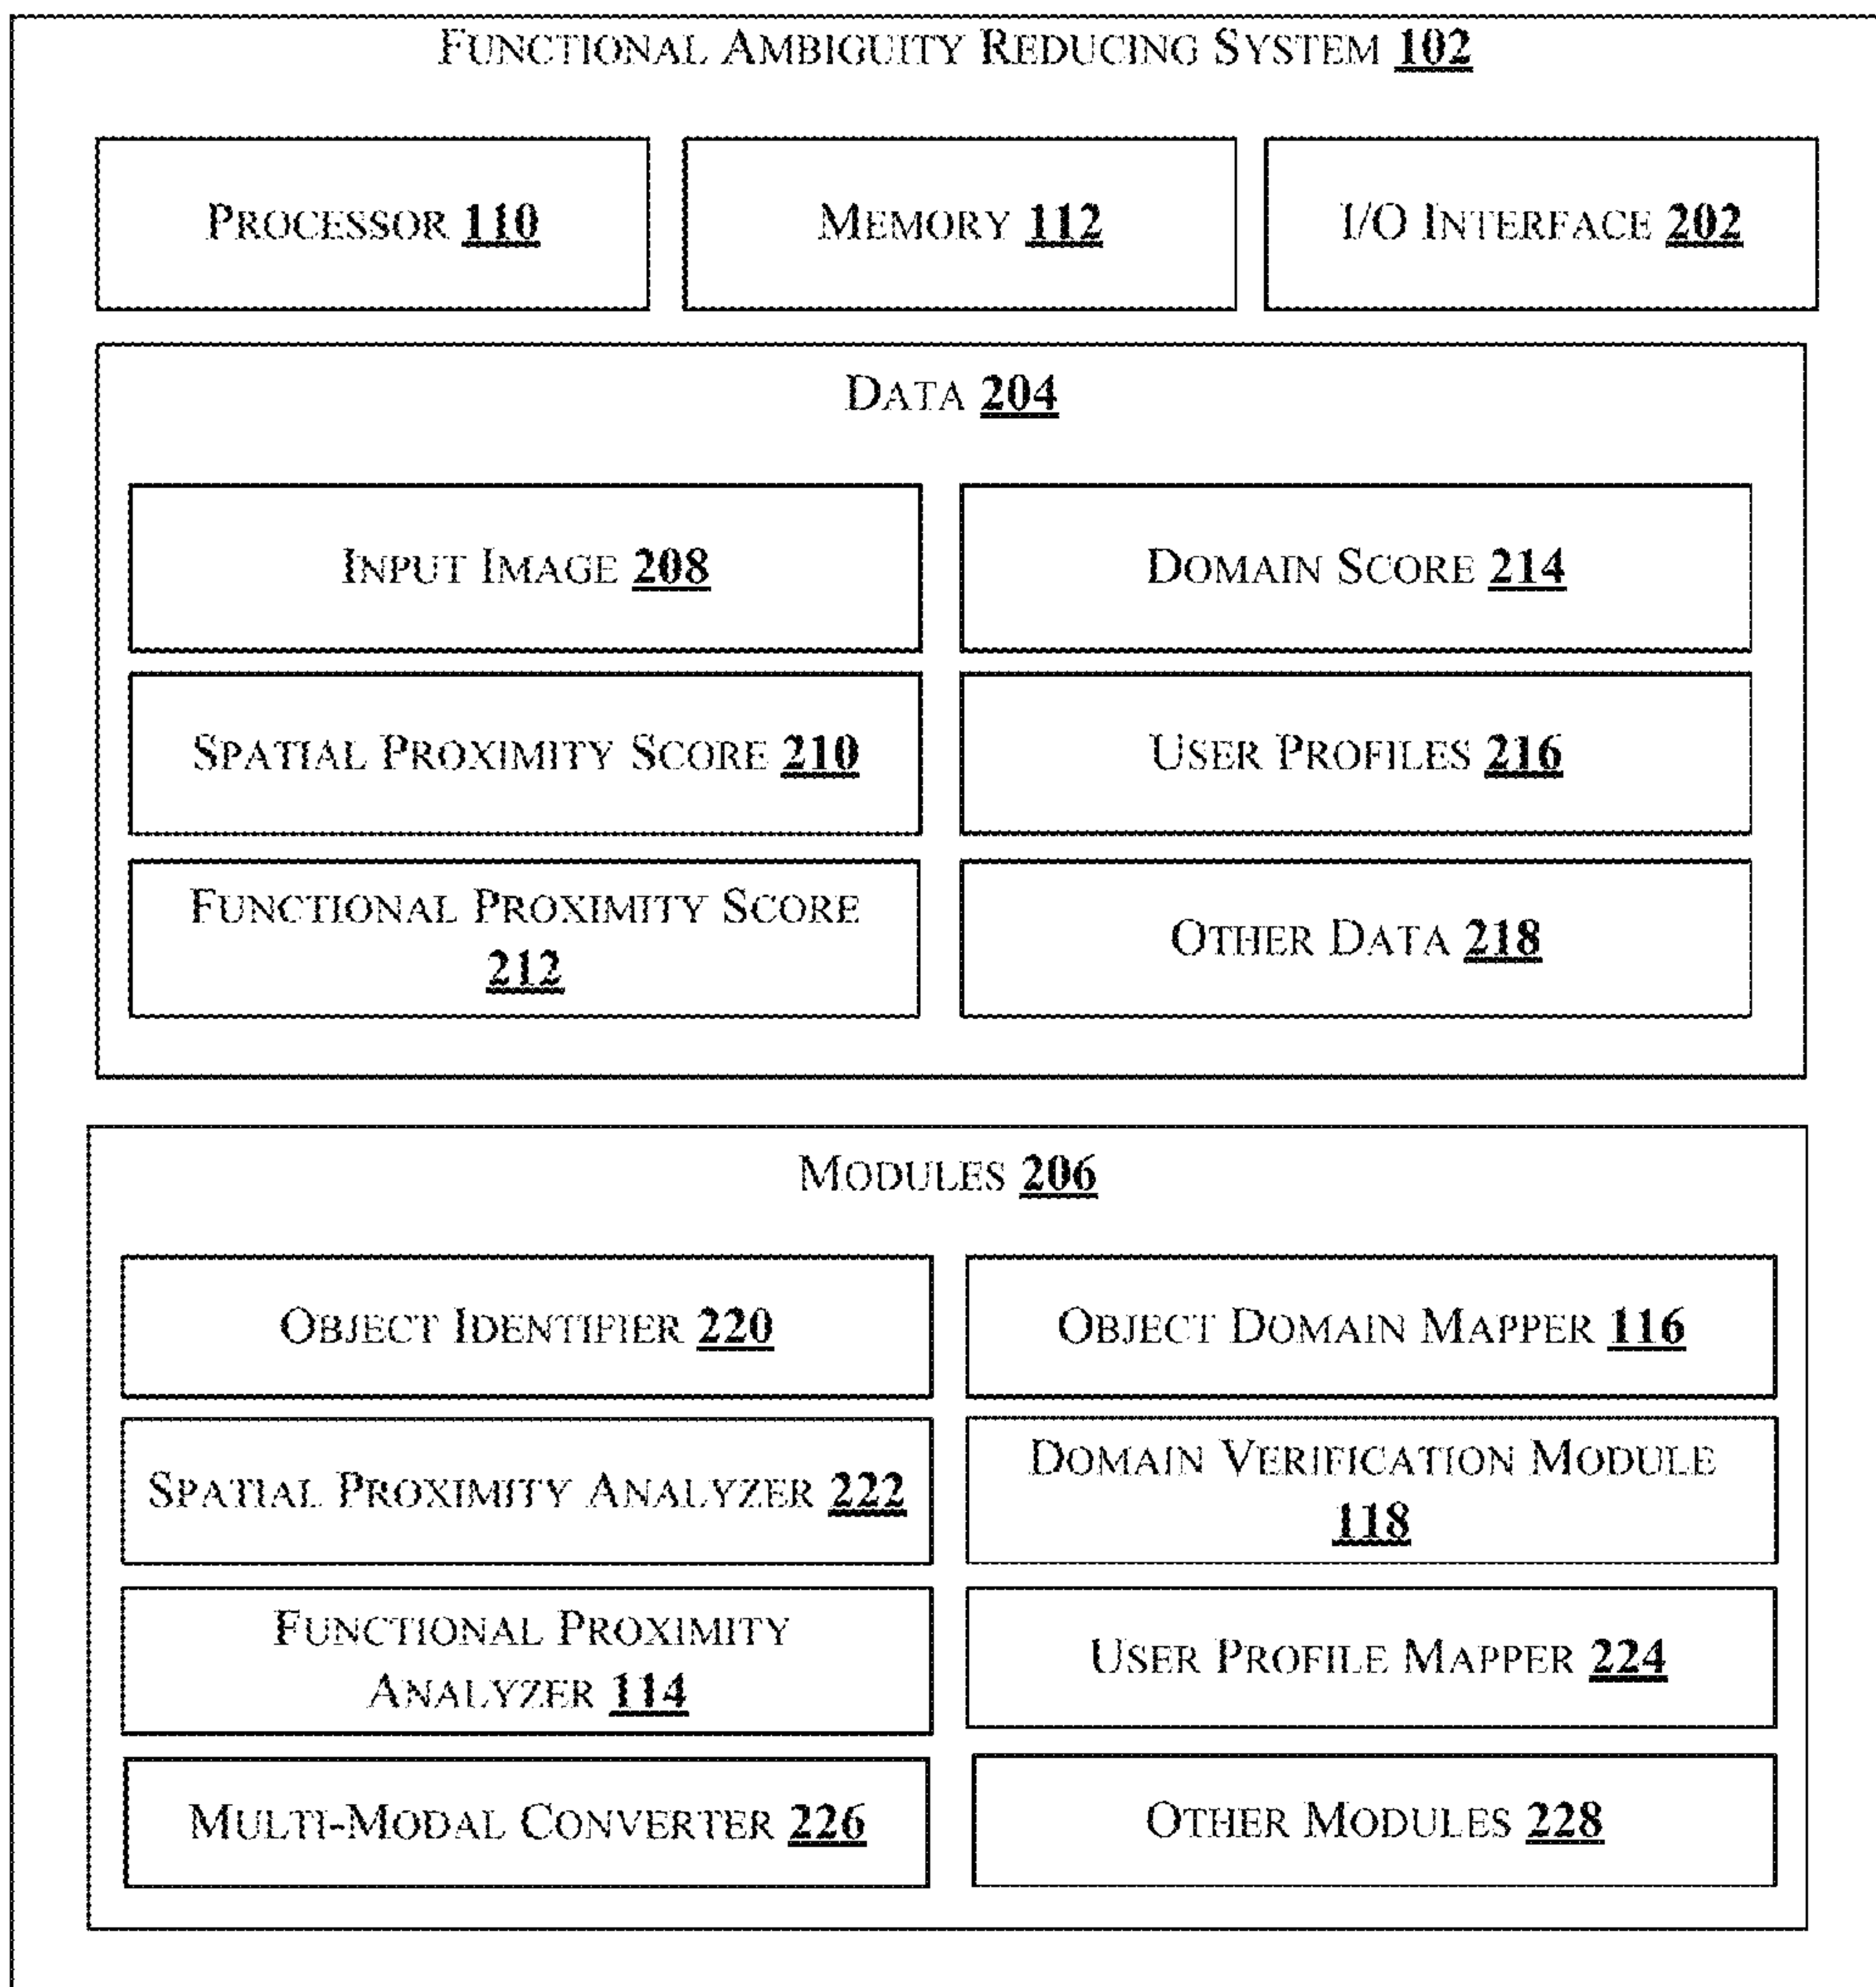 FUNCTIONAL AMBIGUITY REDUCING SYSTEM 102
PROCESSOR 110
MEMORY 112
I/O INTERFACE 202
DATA 204
INPUT IMAGE 208
DOMAIN SCORE 214
SPATIAL PROXIMITY SCORE 210
USER PROFILES 216
FUNCTIONAL PROXIMITY SCORE
212
OTHER DATA 218
MODULES 206
OBJECT IDENTIFIER 220
OBJECT DOMAIN MAPPER 116
SPATIAL PROXIMITY ANALYZER 222
DOMAIN VERIFICATION MODULE
118
FUNCTIONAL PROXIMITY
ANALYZER 114
USER PROFILE MAPPER 224
MULTI-MODAL CONVERTER 226
OTHER MODULES 228